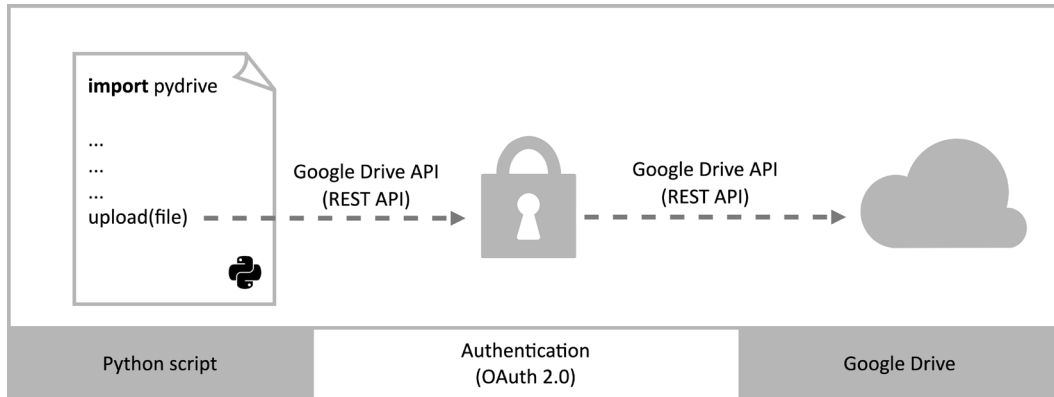 import pydrive
...
...
...
upload(file)
Google Drive API
(REST API)
Google Drive API
(REST API)
Python script
Authentication
(OAuth 2.0)
Google Drive